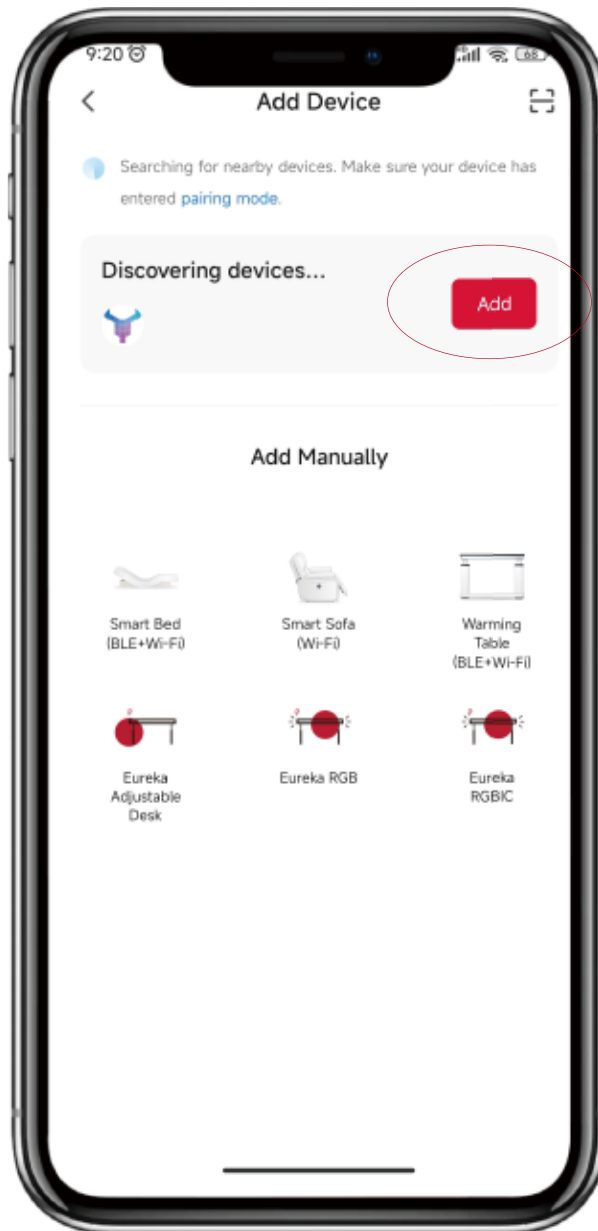 9:20
68
Add Device
Searching for nearby devices. Make sure your device has
entered pairing mode.
Discovering devices...
Add
Add Manually
Smart Bed
(BLE+Wi-Fi)
Smart Sofa
(Wi-Fi)
Warming
Table
(BLE+Wi-Fi)
Eureka
Adjustable
Desk
Eureka RGB
Eureka
RGBIC